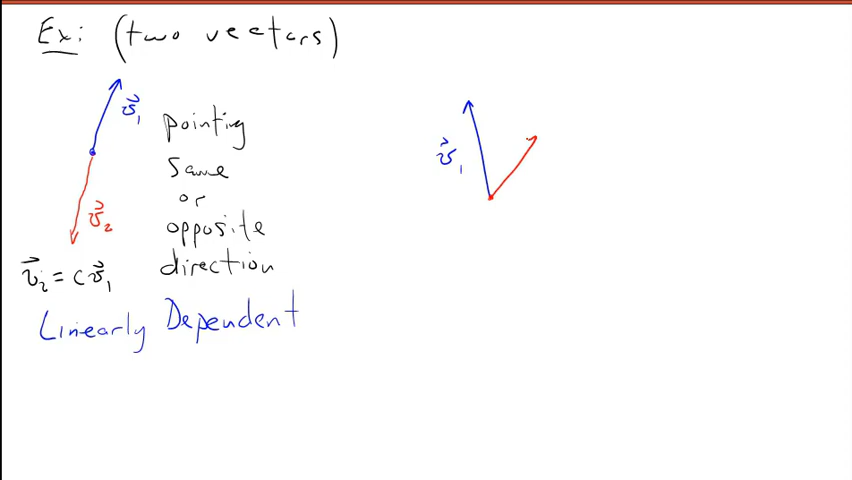 Ex: (two vectors)
v⃗₁
pointing
same
or
opposite
direction
v⃗₂
v⃗₂ = cv⃗₁
Linearly Dependent
v⃗₁